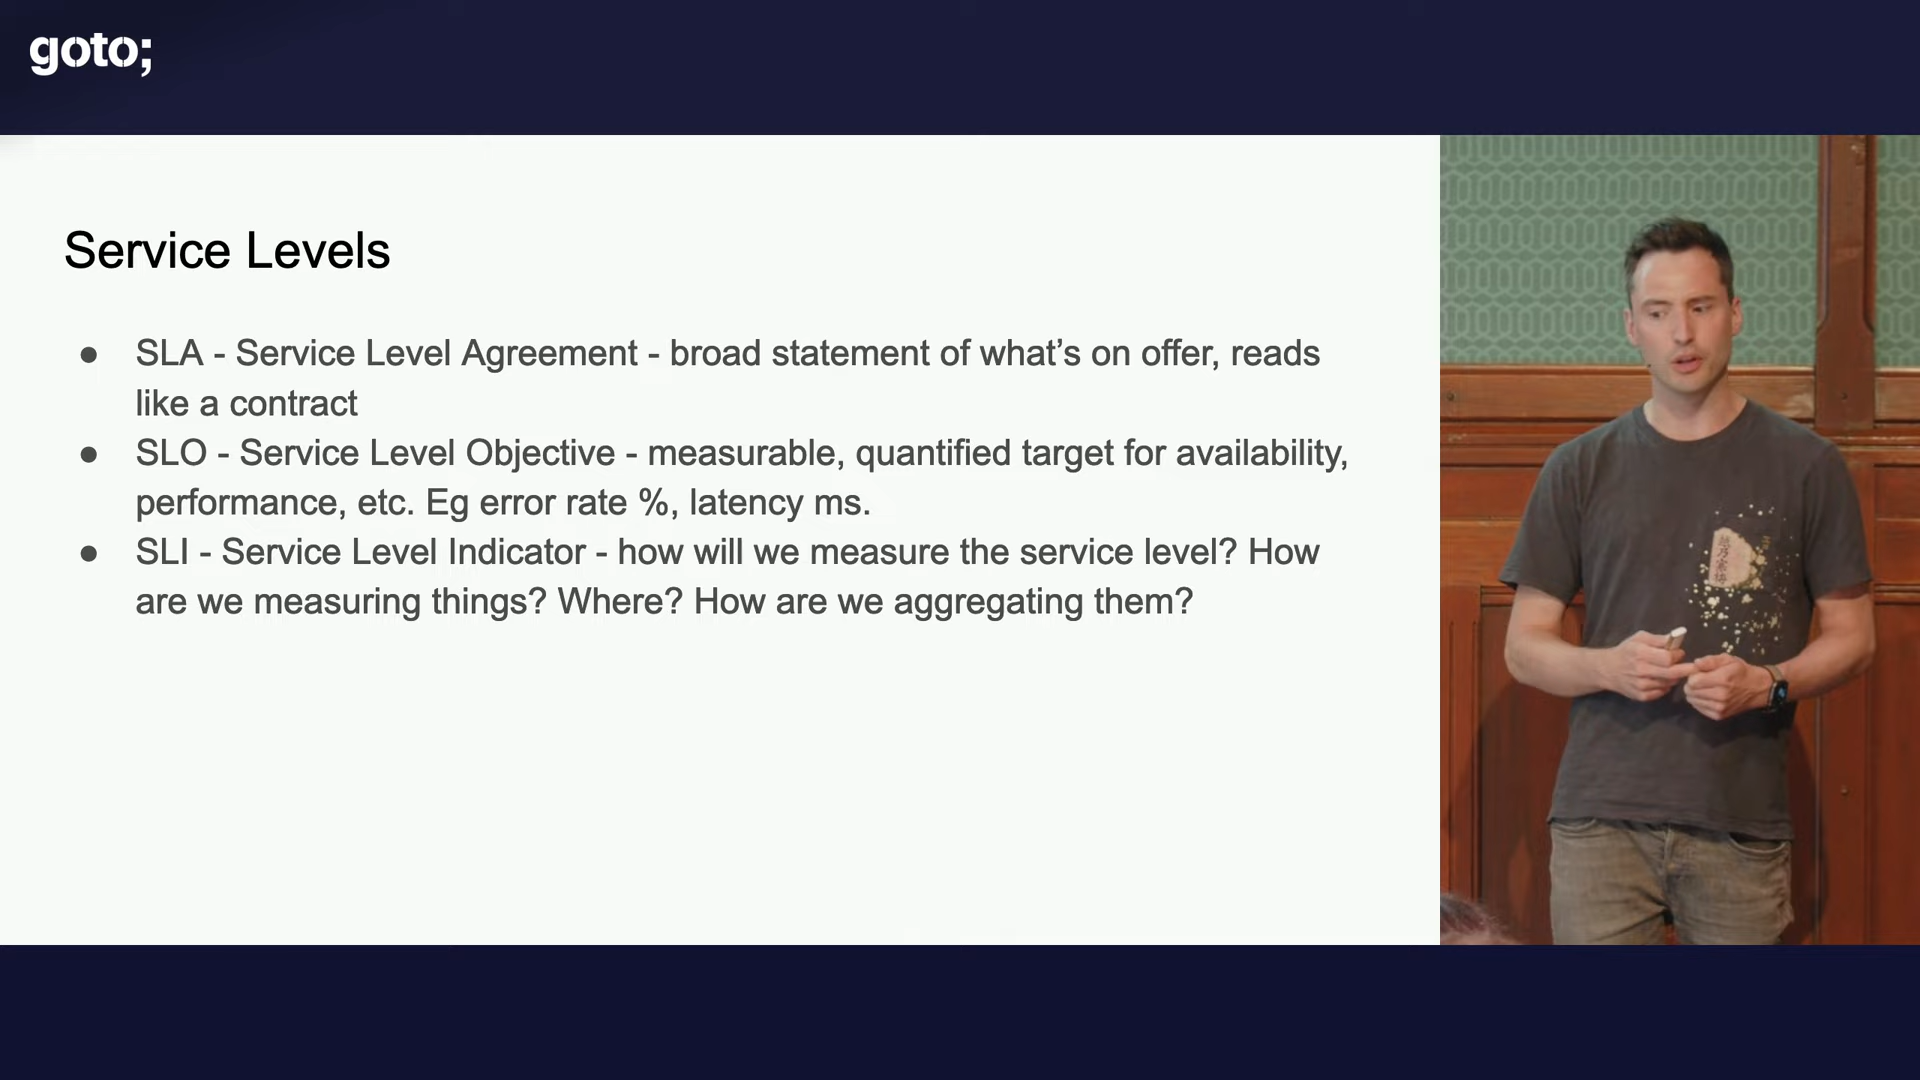 goto;
Service Levels
● SLA - Service Level Agreement - broad statement of what’s on offer, reads
like a contract
● SLO - Service Level Objective - measurable, quantified target for availability,
performance, etc. Eg error rate %, latency ms.
● SLI - Service Level Indicator - how will we measure the service level? How
are we measuring things? Where? How are we aggregating them?